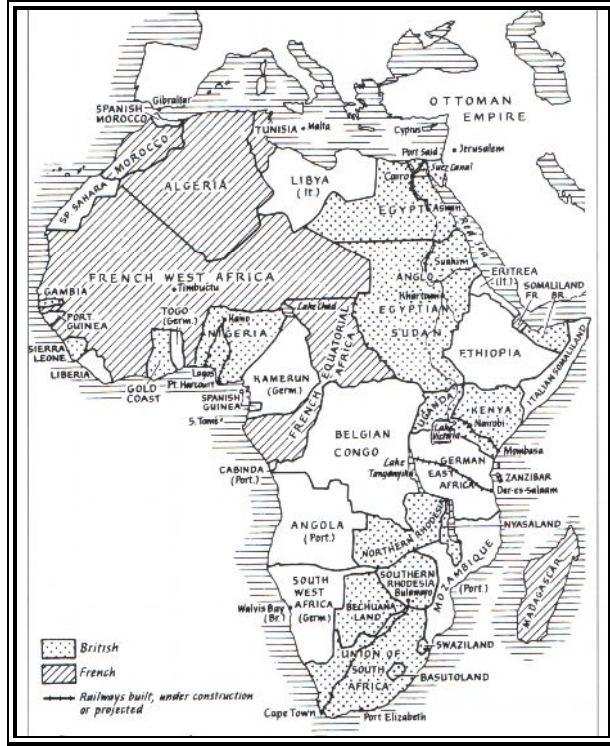 OTTOMAN
EMPIRE
Gibraltar
SPANISH
MOROCCO
TUNISIA
Malta
Cyprus
Port Said
Jerusalem
Suez Canal
Cairo
MOROCCO
ALGERIA
LIBYA
(It.)
EGYPT
Aswan
SP. SAHARA
Red Sea
Suakim
FRENCH WEST AFRICA
Timbuctu
ANGLO
EGYPTIAN
SUDAN
Khartoum
ERITREA
(It.)
SOMALILAND
FR. BR.
GAMBIA
PORT.
GUINEA
TOGO
(Germ.)
Kano
NIGERIA
Lake Chad
SIERRA
LEONE
LIBERIA
GOLD
COAST
Lagos
Pt. Harcourt
KAMERUN
(Germ.)
FRENCH EQUATORIAL
AFRICA
ETHIOPIA
ITALIAN SOMALILAND
SPANISH
GUINEA
S. Tomé
UGANDA
KENYA
Nairobi
Lake
Victoria
Mombasa
BELGIAN
CONGO
CABINDA
(Port.)
Lake
Tanganyika
GERMAN
EAST
AFRICA
ZANZIBAR
Dar-es-salaam
ANGOLA
(Port.)
NORTHERN RHODESIA
NYASALAND
MOZAMBIQUE
(Port.)
MADAGASCAR
SOUTH
WEST
AFRICA
(Germ)
Walvis Bay
(Br.)
BECHUANA
LAND
SOUTHERN
RHODESIA
Bulawayo
SWAZILAND
UNION OF
SOUTH
AFRICA
BASUTOLAND
Cape Town
Port Elizabeth
British
French
Railways built, under construction
or projected